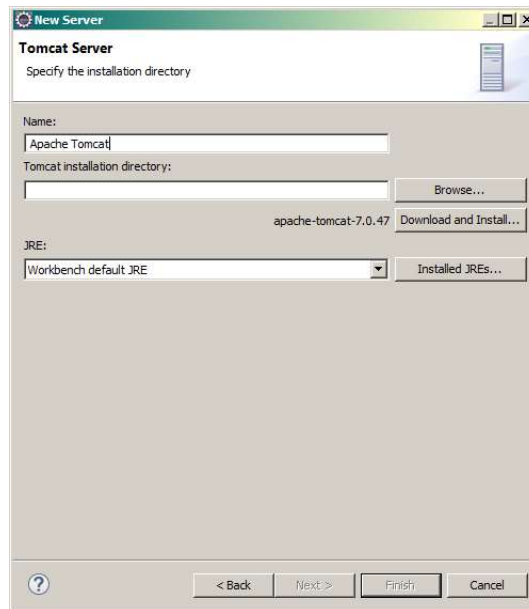 New Server
Tomcat Server
Specify the installation directory
Name:
Apache Tomcat
Tomcat installation directory:
Browse...
apache-tomcat-7.0.47 Download and Install...
JRE:
Workbench default JRE Installed JREs...
? < Back Next > Finish Cancel